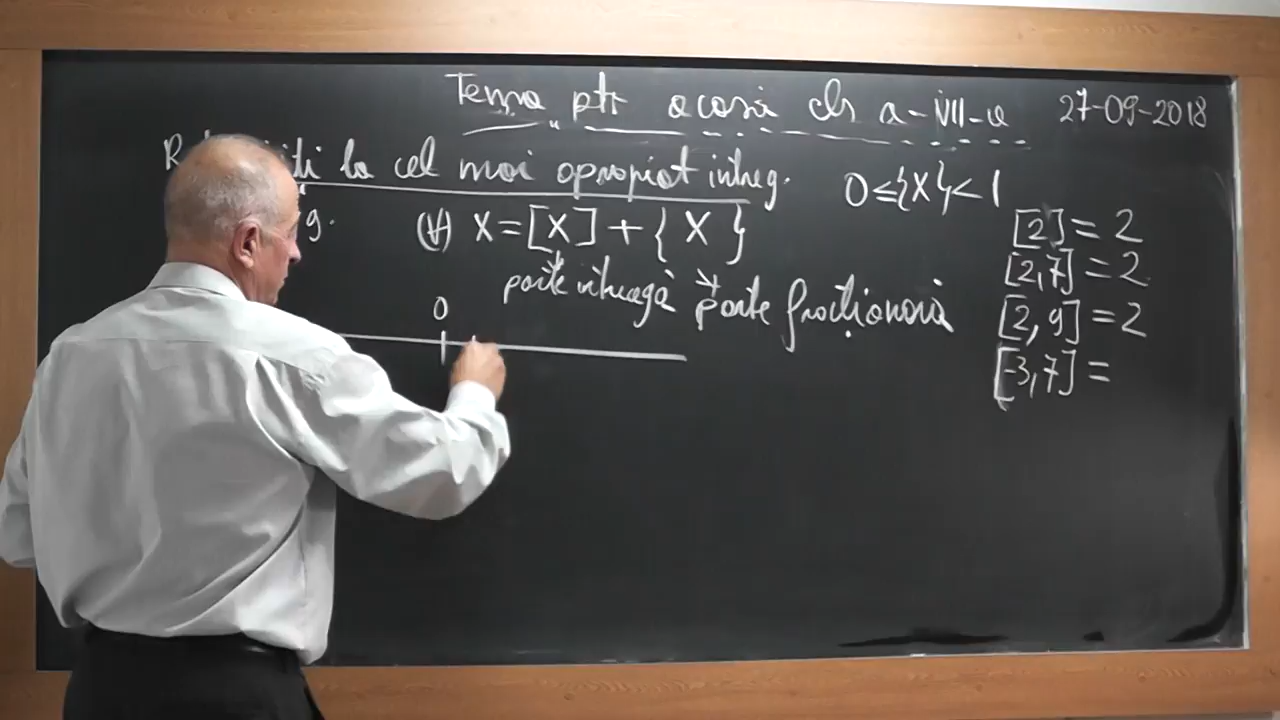 Tema ptr acasă cls a-VII-a 27-09-2018
la cel mai apropiat intreg.
0≤{X}<1
g. (∀) X=[X]+{X}
parte intreagă parte fracționară
[2]=2
[2,7]=2
[2,9]=2
[-3,7]=
0